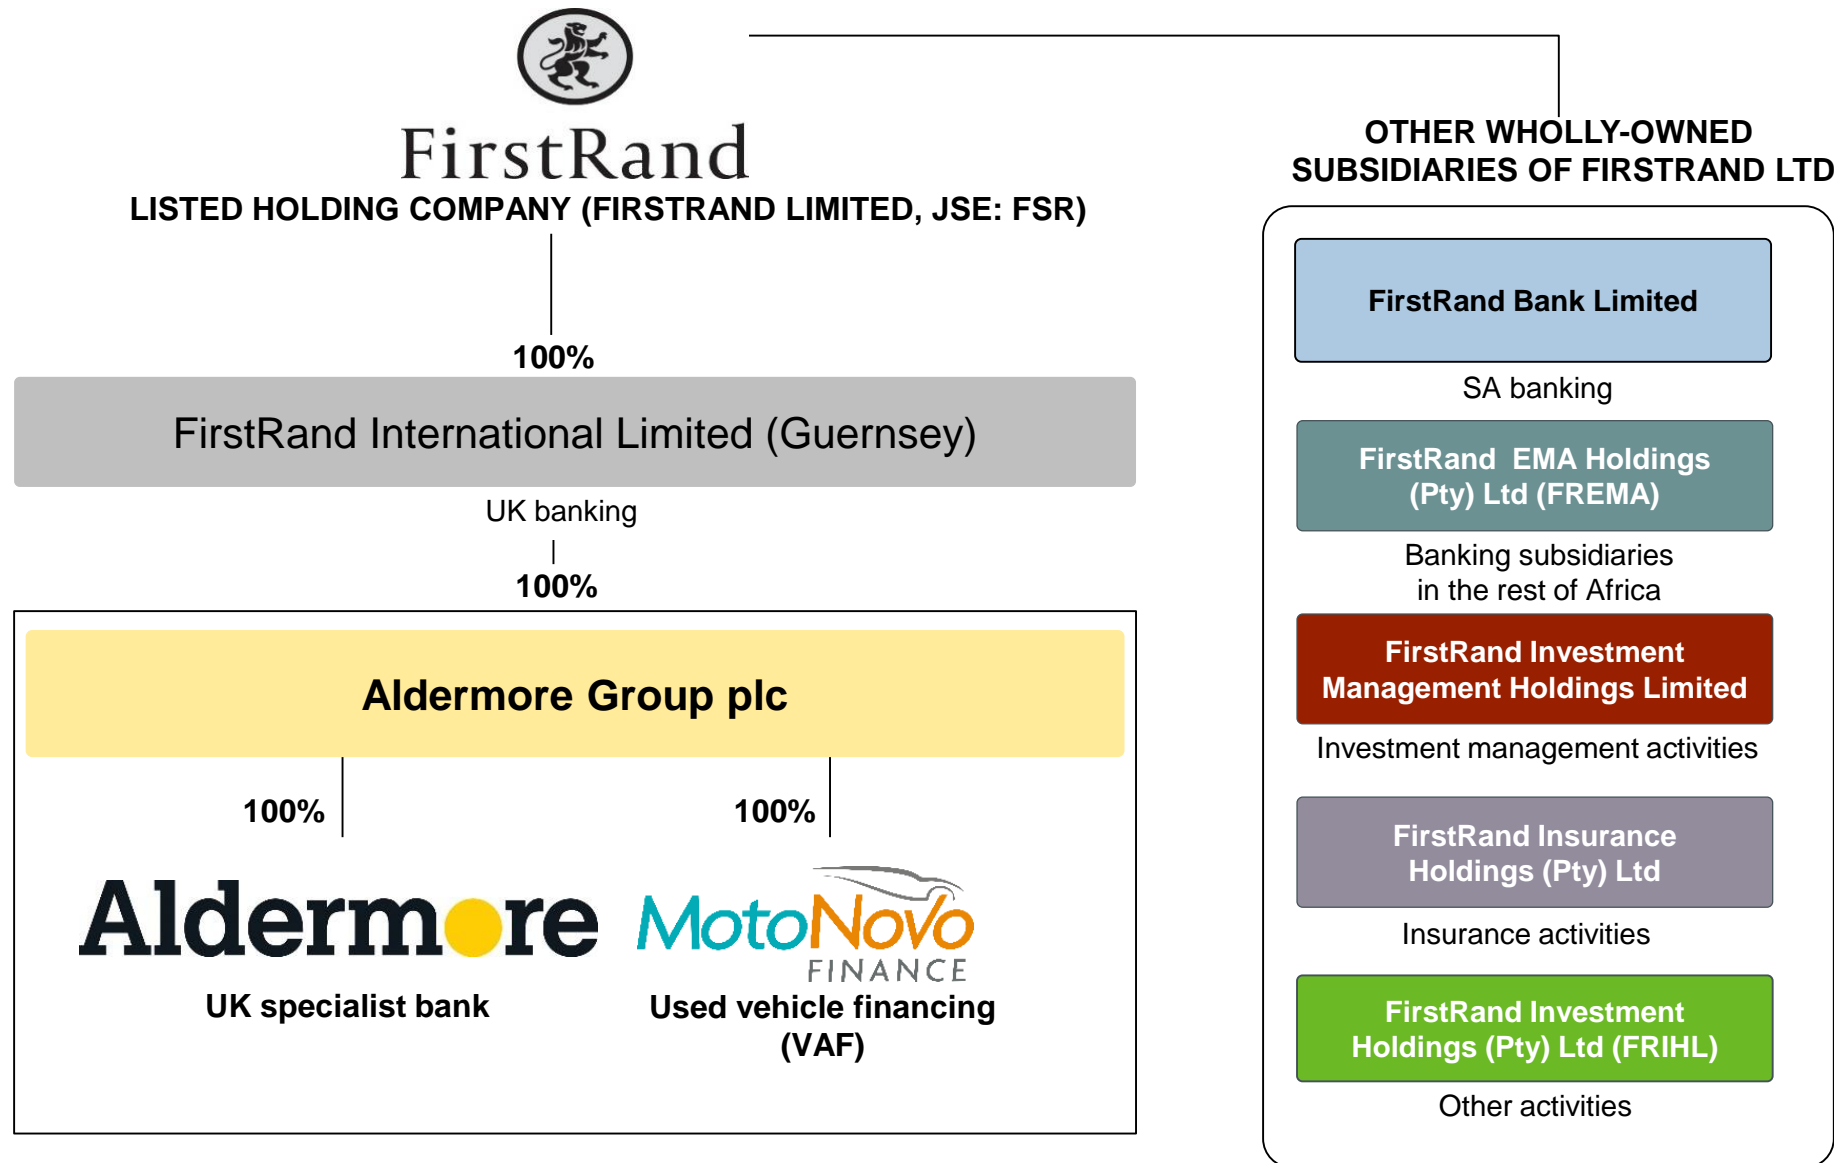 FirstRand
LISTED HOLDING COMPANY (FIRSTRAND LIMITED, JSE: FSR)
100%
FirstRand International Limited (Guernsey)
UK banking
100%
Aldermore Group plc
100%
100%
Aldermore
MotoNovo
FINANCE
UK specialist bank
Used vehicle financing
(VAF)
OTHER WHOLLY-OWNED
SUBSIDIARIES OF FIRSTRAND LTD
FirstRand Bank Limited
SA banking
FirstRand EMA Holdings
(Pty) Ltd (FREMA)
Banking subsidiaries
in the rest of Africa
FirstRand Investment
Management Holdings Limited
Investment management activities
FirstRand Insurance
Holdings (Pty) Ltd
Insurance activities
FirstRand Investment
Holdings (Pty) Ltd (FRIHL)
Other activities